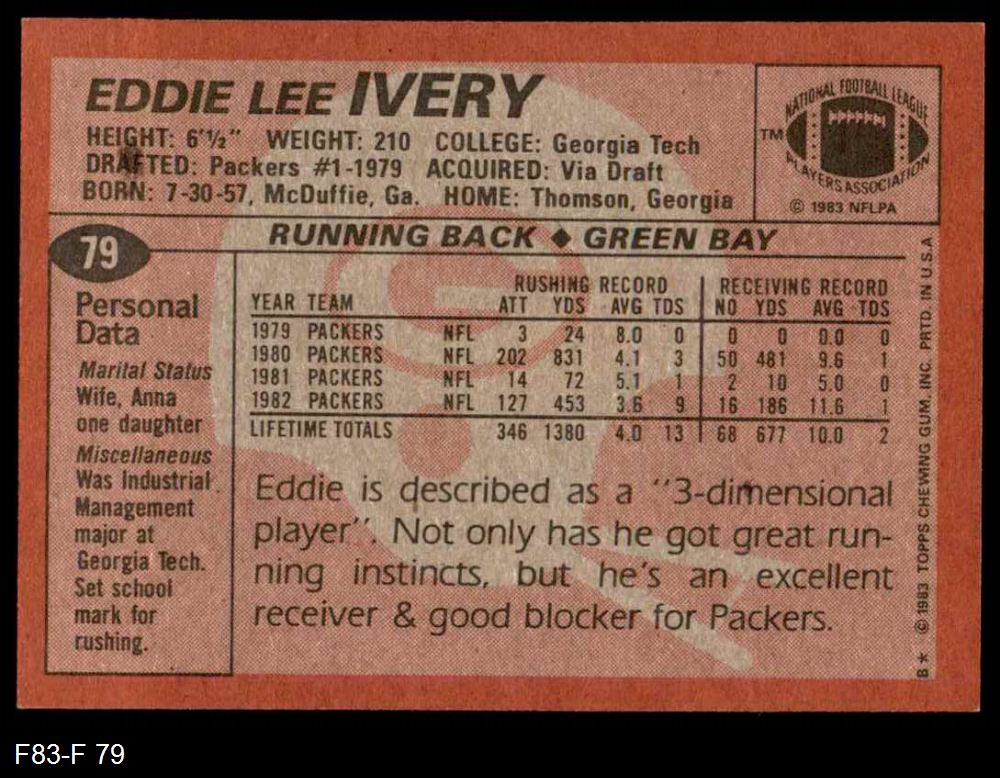 EDDIE LEE IVERY
HEIGHT: 6'½" WEIGHT: 210 COLLEGE: Georgia Tech
DRAFTED: Packers #1-1979 ACQUIRED: Via Draft
BORN: 7-30-57, McDuffie, Ga. HOME: Thomson, Georgia
NATIONAL FOOTBALL LEAGUE
TM
PLAYERS ASSOCIATION
© 1983 NFLPA
79
RUNNING BACK ◆ GREEN BAY
Personal
Data
Marital Status
Wife, Anna
one daughter
Miscellaneous
Was Industrial
Management
major at
Georgia Tech.
Set school
mark for
rushing.
RUSHING RECORD RECEIVING RECORD
YEAR TEAM ATT YDS AVG TDS NO YDS AVG TDS
1979 PACKERS NFL 3 24 8.0 0 0 0 0.0 0
1980 PACKERS NFL 202 831 4.1 3 50 481 9.6 1
1981 PACKERS NFL 14 72 5.1 1 2 10 5.0 0
1982 PACKERS NFL 127 453 3.6 9 16 186 11.6 1
LIFETIME TOTALS 346 1380 4.0 13 68 677 10.0 2
Eddie is described as a "3-dimensional
player". Not only has he got great run-
ning instincts, but he's an excellent
receiver & good blocker for Packers.
B* © 1983 TOPPS CHEWING GUM, INC. PRTD. IN U.S.A
F83-F 79